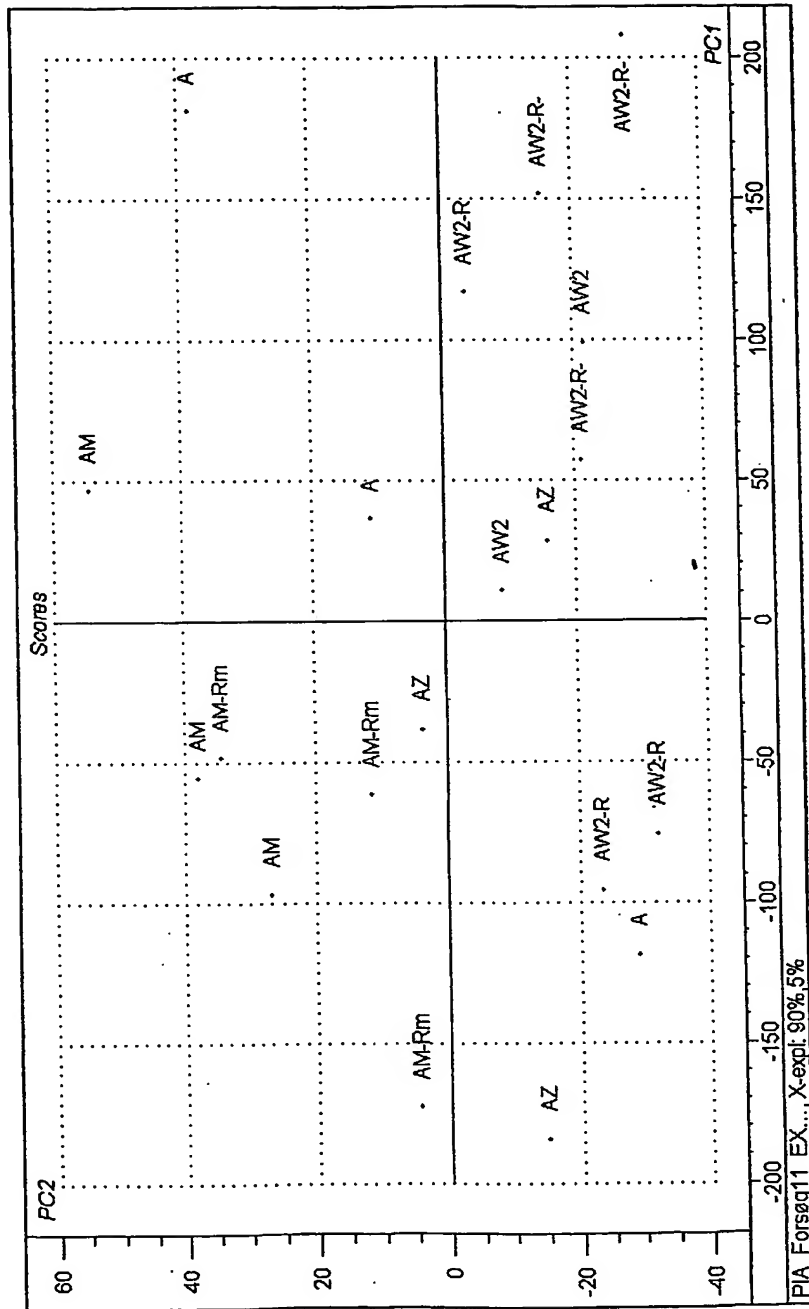 PC2
Scores
60
40
20
0
-20
-40
AM
A
AM
AM-Rm
AM
A
AM-Rm
AM-Rm
AZ
AW2-R
AW2
AZ
AW2-R-
AZ
AW2-R-
AW2
AW2-R
AW2-R-
A
AW2-R
-200
-150
-100
-50
0
50
100
150
200
PC1
PIA Forsøg11 EX..., X-expl: 90%,5%